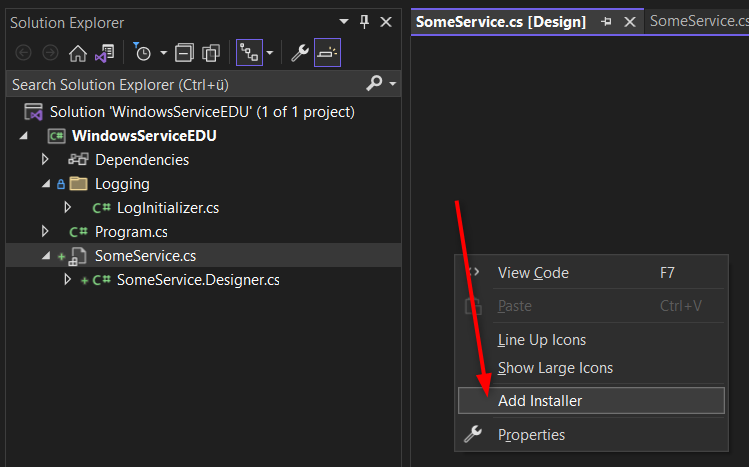 Solution Explorer
Search Solution Explorer (Ctrl+ü)
Solution 'WindowsServiceEDU' (1 of 1 project)
C# WindowsServiceEDU
Dependencies
Logging
C# LogInitializer.cs
C# Program.cs
+ SomeService.cs
+ C# SomeService.Designer.cs
SomeService.cs [Design]
SomeService.cs
View Code F7
Paste Ctrl+V
Line Up Icons
Show Large Icons
Add Installer
Properties